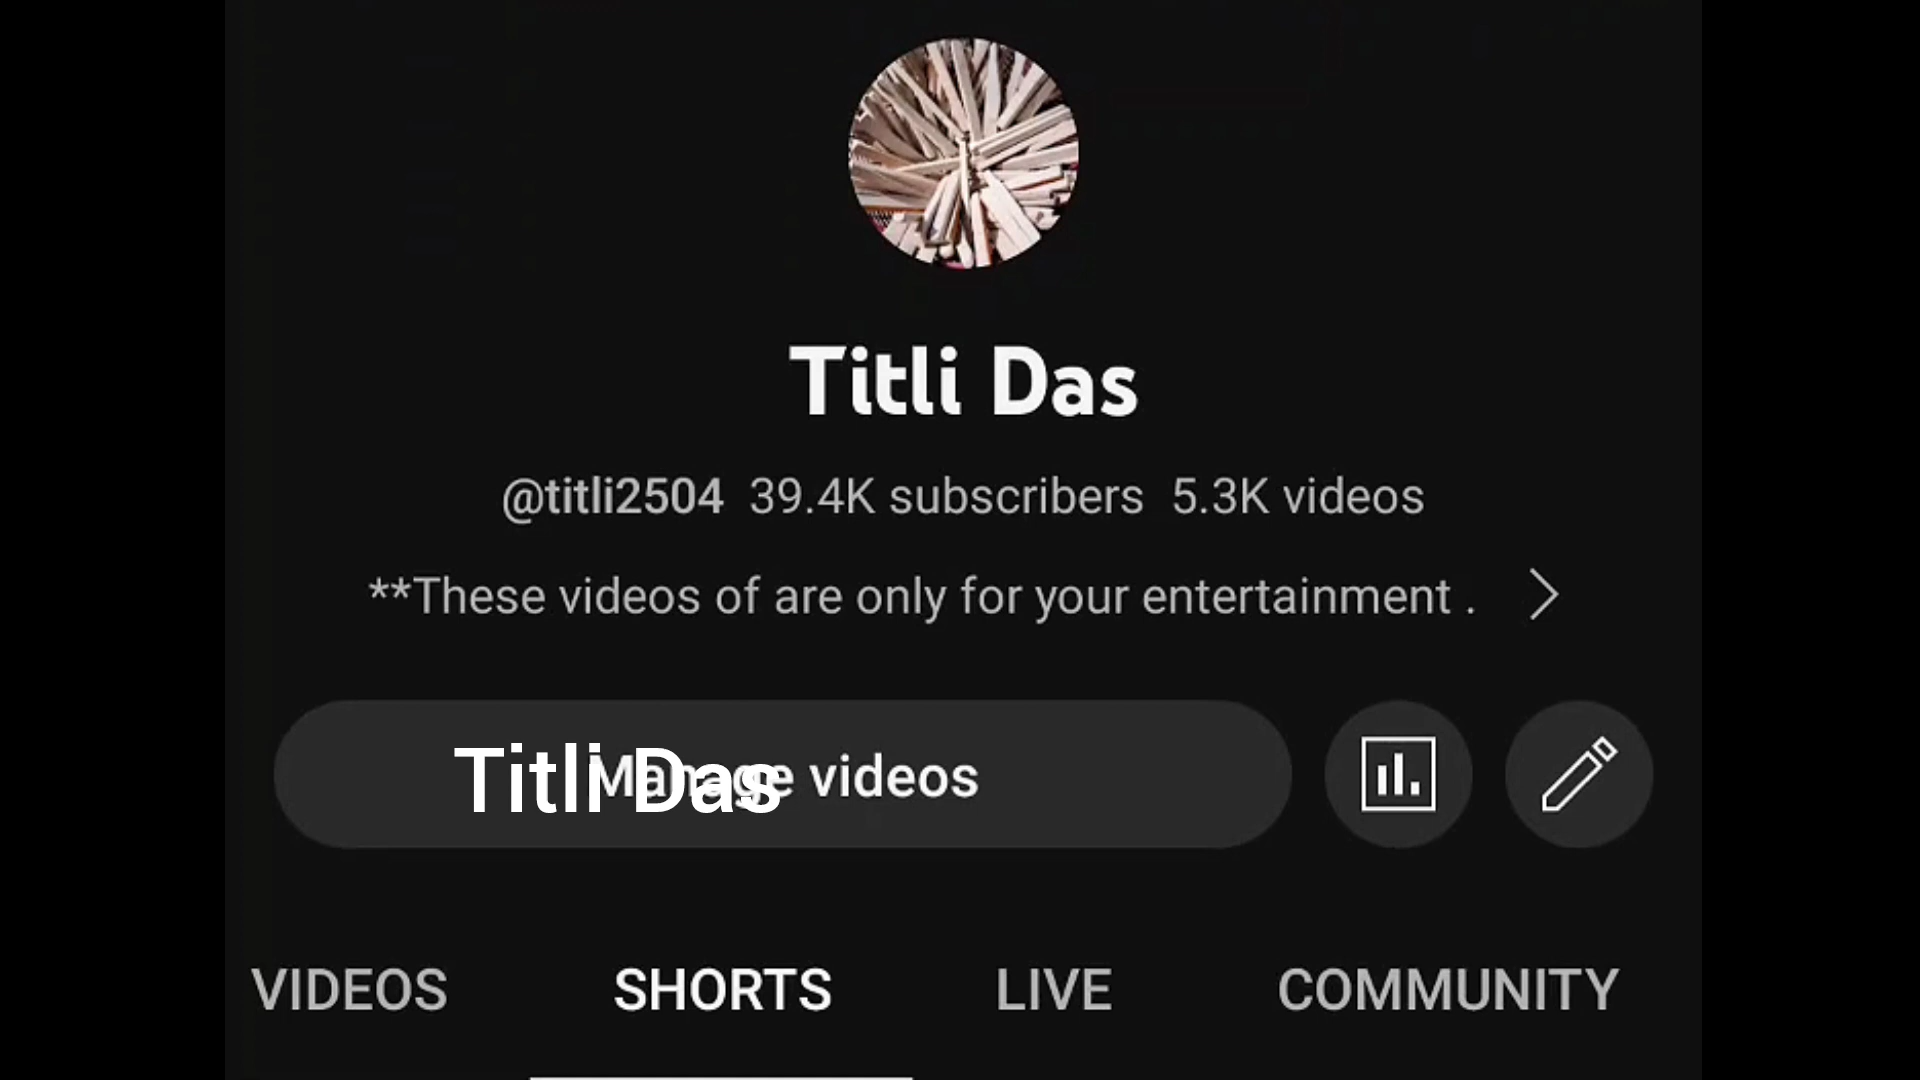 Titli Das
@titli2504 39.4K subscribers 5.3K videos
**These videos of are only for your entertainment .
Manage videos
Titli Das
VIDEOS SHORTS LIVE COMMUNITY